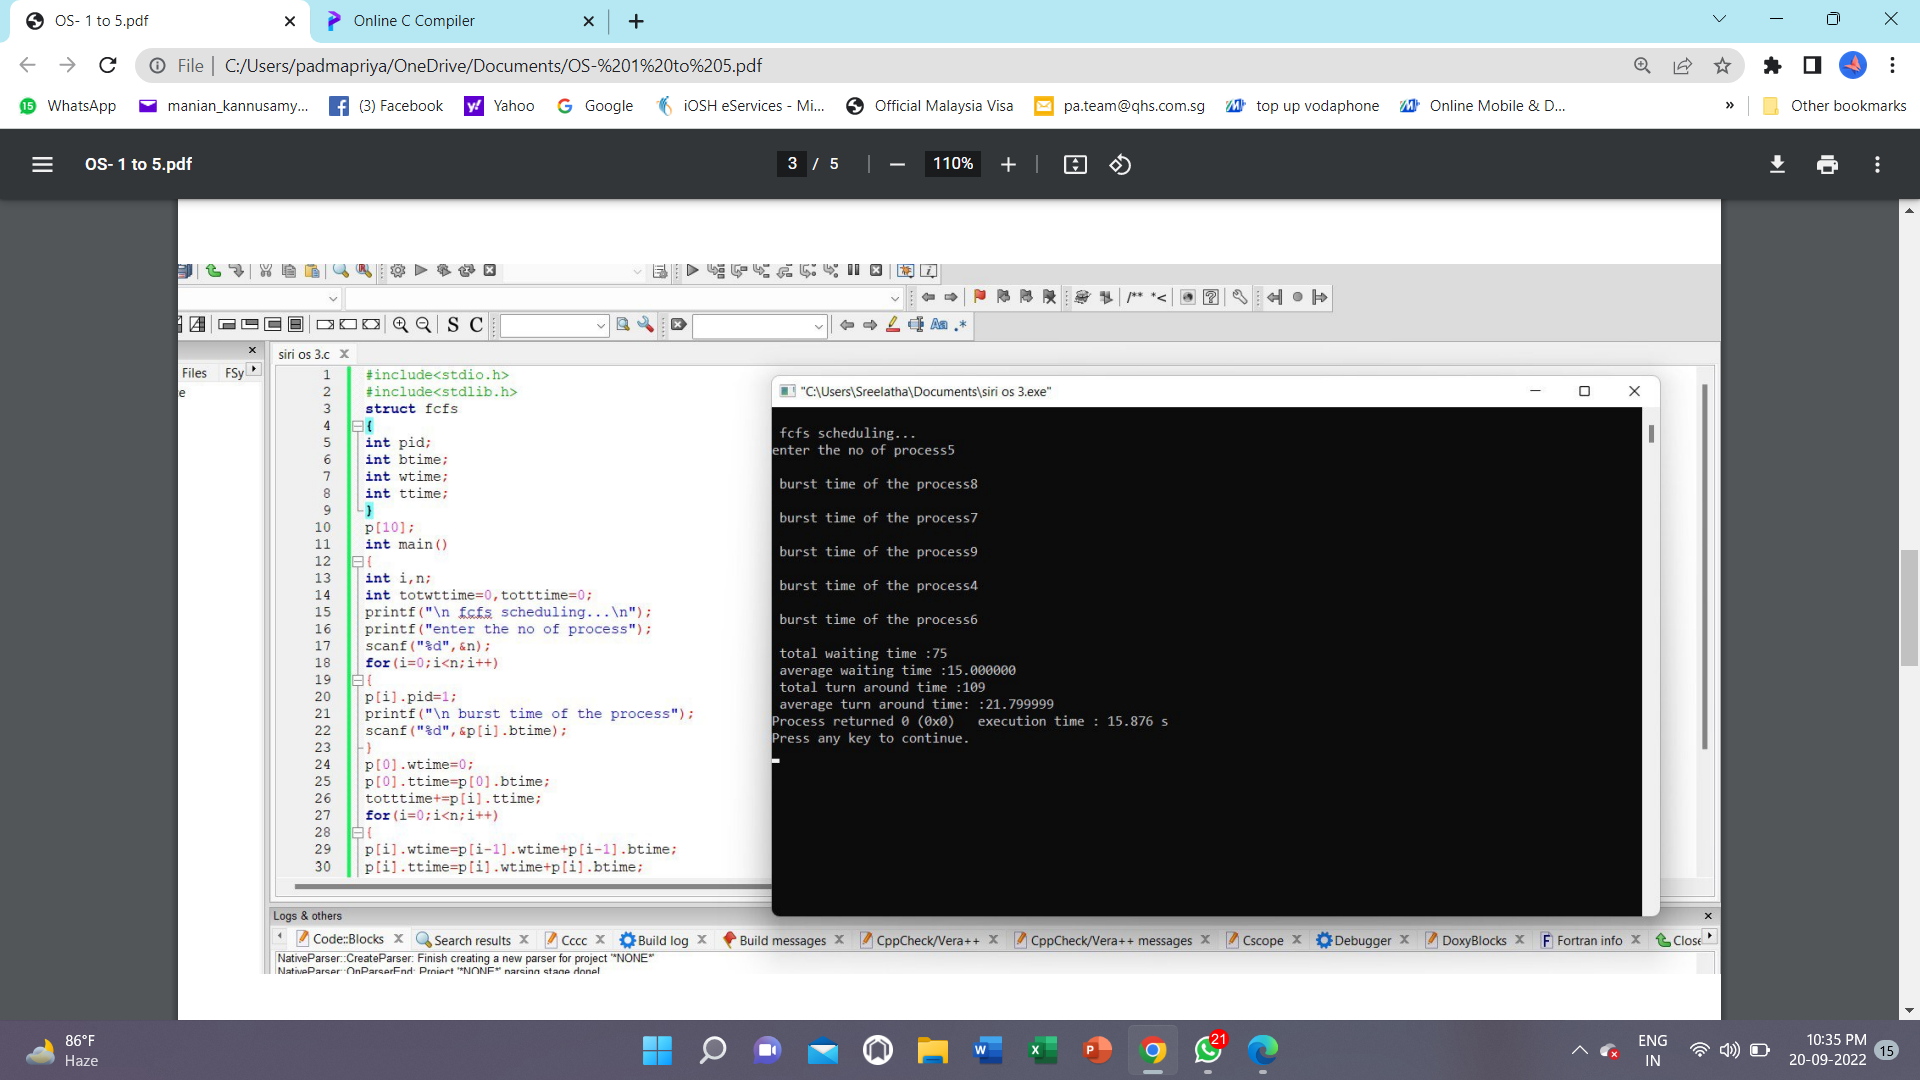 OS- 1 to 5.pdf
Online C Compiler
File
C:/Users/padmapriya/OneDrive/Documents/OS-%201%20to%205.pdf
WhatsApp
manian_kannusamy...
(3) Facebook
Yahoo
Google
iOSH eServices - Mi...
Official Malaysia Visa
pa.team@qhs.com.sg
top up vodaphone
Online Mobile & D...
»
Other bookmarks
OS- 1 to 5.pdf
3 / 5
110%
/** *<
S C
Aa .*
Files
FSy
siri os 3.c
1 #include<stdio.h>
2 #include<stdlib.h>
3 struct fcfs
4 {
5 int pid;
6 int btime;
7 int wtime;
8 int ttime;
9 }
10 p[10];
11 int main()
12 {
13 int i,n;
14 int totwttime=0,totttime=0;
15 printf("\n fcfs scheduling...\n");
16 printf("enter the no of process");
17 scanf("%d",&n);
18 for(i=0;i<n;i++)
19 {
20 p[i].pid=1;
21 printf("\n burst time of the process");
22 scanf("%d",&p[i].btime);
23 }
24 p[0].wtime=0;
25 p[0].ttime=p[0].btime;
26 totttime+=p[i].ttime;
27 for(i=0;i<n;i++)
28 {
29 p[i].wtime=p[i-1].wtime+p[i-1].btime;
30 p[i].ttime=p[i].wtime+p[i].btime;
"C:\Users\Sreelatha\Documents\siri os 3.exe"
fcfs scheduling...
enter the no of process5
burst time of the process8
burst time of the process7
burst time of the process9
burst time of the process4
burst time of the process6
total waiting time :75
average waiting time :15.000000
total turn around time :109
average turn around time: :21.799999
Process returned 0 (0x0)   execution time : 15.876 s
Press any key to continue.
Logs & others
Code::Blocks
Search results
Cccc
Build log
Build messages
CppCheck/Vera++
CppCheck/Vera++ messages
Cscope
Debugger
DoxyBlocks
Fortran info
Close
NativeParser::CreateParser: Finish creating a new parser for project '*NONE*'
NativeParser::OnParserEnd: Project '*NONE*' parsing stage done!
86°F
Haze
21
ENG
IN
10:35 PM
20-09-2022
15